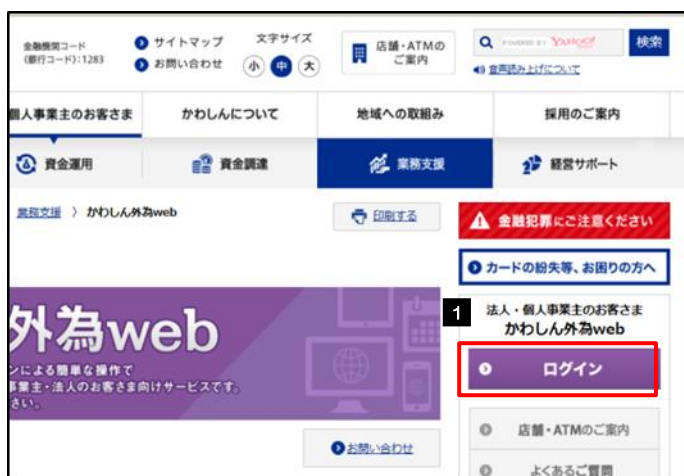 金融機関コード
(銀行コード):1283
サイトマップ
お問い合わせ
文字サイズ
小 中 大
店舗・ATMの
ご案内
POWERED BY YAHOO!
検索
音声読み上げについて
個人事業主のお客さま
かわしんについて
地域への取組み
採用のご案内
資金運用
資金調達
業務支援
経営サポート
業務支援 〉 かわしん外為web
印刷する
金融犯罪にご注意ください
カードの紛失等、お困りの方へ
外為web
ンによる簡単な操作で
事業主・法人のお客さま向けサービスです。
さい。
お問い合わせ
1
法人・個人事業主のお客さま
かわしん外為web
ログイン
店舗・ATMのご案内
よくあるご質問